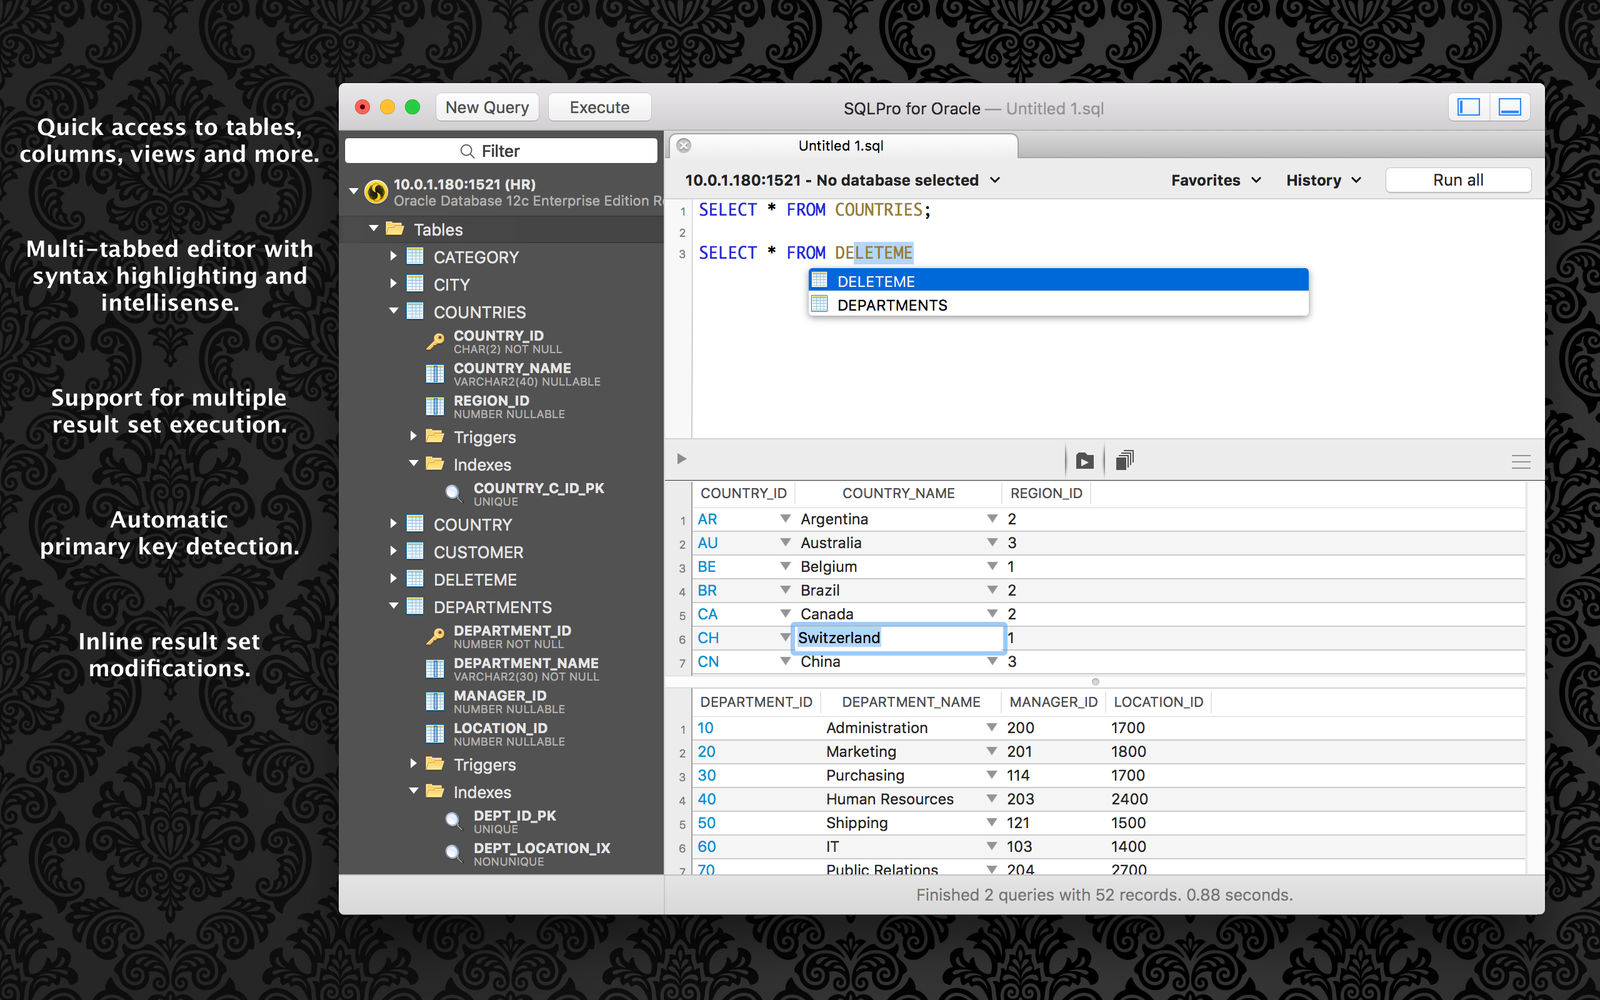 Quick access to tables,
columns, views and more.
Multi-tabbed editor with
syntax highlighting and
intellisense.
Support for multiple
result set execution.
Automatic
primary key detection.
Inline result set
modifications.
New Query
Execute
SQLPro for Oracle — Untitled 1.sql
Filter
10.0.1.180:1521 (HR)
Oracle Database 12c Enterprise Edition Re
Tables
CATEGORY
CITY
COUNTRIES
COUNTRY_ID
CHAR(2) NOT NULL
COUNTRY_NAME
VARCHAR2(40) NULLABLE
REGION_ID
NUMBER NULLABLE
Triggers
Indexes
COUNTRY_C_ID_PK
UNIQUE
COUNTRY
CUSTOMER
DELETEME
DEPARTMENTS
DEPARTMENT_ID
NUMBER NOT NULL
DEPARTMENT_NAME
VARCHAR2(30) NOT NULL
MANAGER_ID
NUMBER NULLABLE
LOCATION_ID
NUMBER NULLABLE
Triggers
Indexes
DEPT_ID_PK
UNIQUE
DEPT_LOCATION_IX
NONUNIQUE
Untitled 1.sql
10.0.1.180:1521 - No database selected
Favorites
History
Run all
1 SELECT * FROM COUNTRIES;
2
3 SELECT * FROM DELETEME
DELETEME
DEPARTMENTS
COUNTRY_ID COUNTRY_NAME REGION_ID
1 AR Argentina 2
2 AU Australia 3
3 BE Belgium 1
4 BR Brazil 2
5 CA Canada 2
6 CH Switzerland 1
7 CN China 3
DEPARTMENT_ID DEPARTMENT_NAME MANAGER_ID LOCATION_ID
1 10 Administration 200 1700
2 20 Marketing 201 1800
3 30 Purchasing 114 1700
4 40 Human Resources 203 2400
5 50 Shipping 121 1500
6 60 IT 103 1400
7 70 Public Relations 204 2700
Finished 2 queries with 52 records. 0.88 seconds.